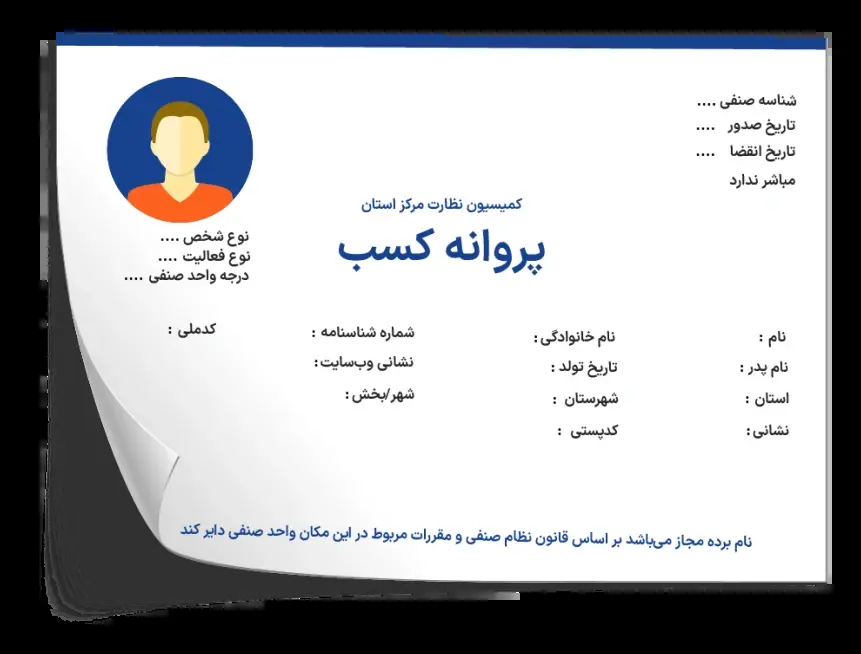 شناسه صنفی ....
تاریخ صدور ....
تاریخ انقضا ....
مباشر ندارد
کمیسیون نظارت مرکز استان
پروانه کسب
نوع شخص ....
نوع فعالیت ....
درجه واحد صنفی ....
نام : نام خانوادگی : شماره شناسنامه : کدملی :
نام پدر : تاریخ تولد : نشانی وب‌سایت :
استان : شهرستان : شهر/بخش :
نشانی : کدپستی :
نام برده مجاز می‌باشد بر اساس قانون نظام صنفی و مقررات مربوط در این مکان واحد صنفی دایر کند